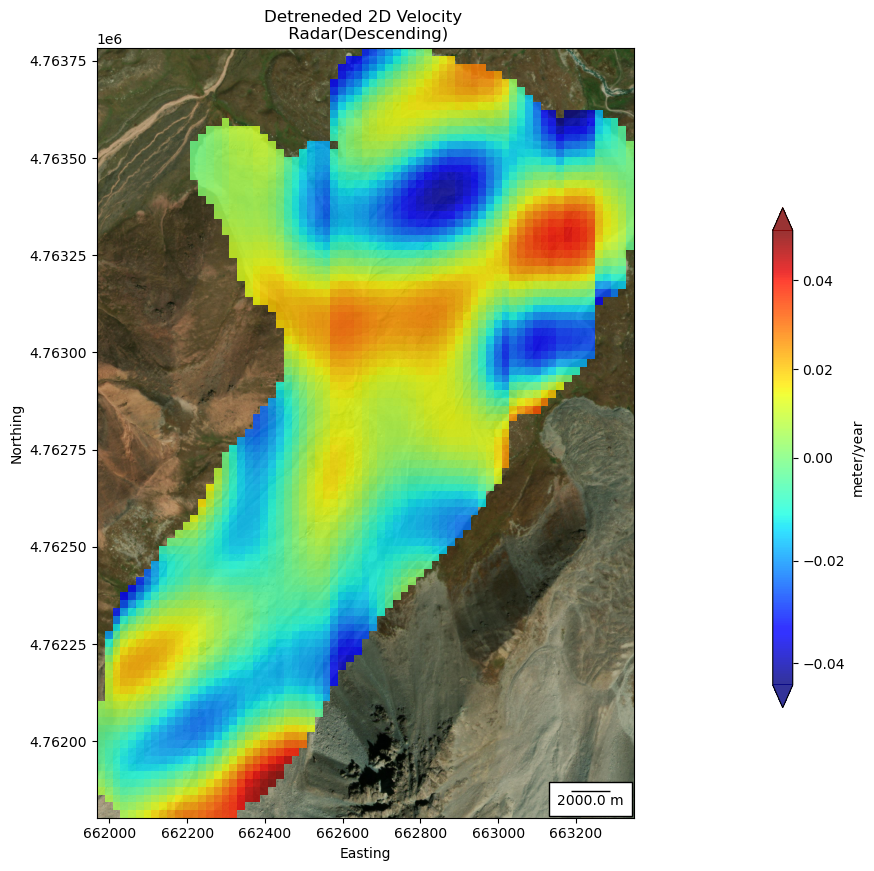 Detreneded 2D Velocity
Radar(Descending)
1e6
4.76375
4.76350
4.76325
4.76300
4.76275
4.76250
4.76225
4.76200
Northing
662000 662200 662400 662600 662800 663000 663200
Easting
2000.0 m
0.04
0.02
0.00
−0.02
−0.04
meter/year